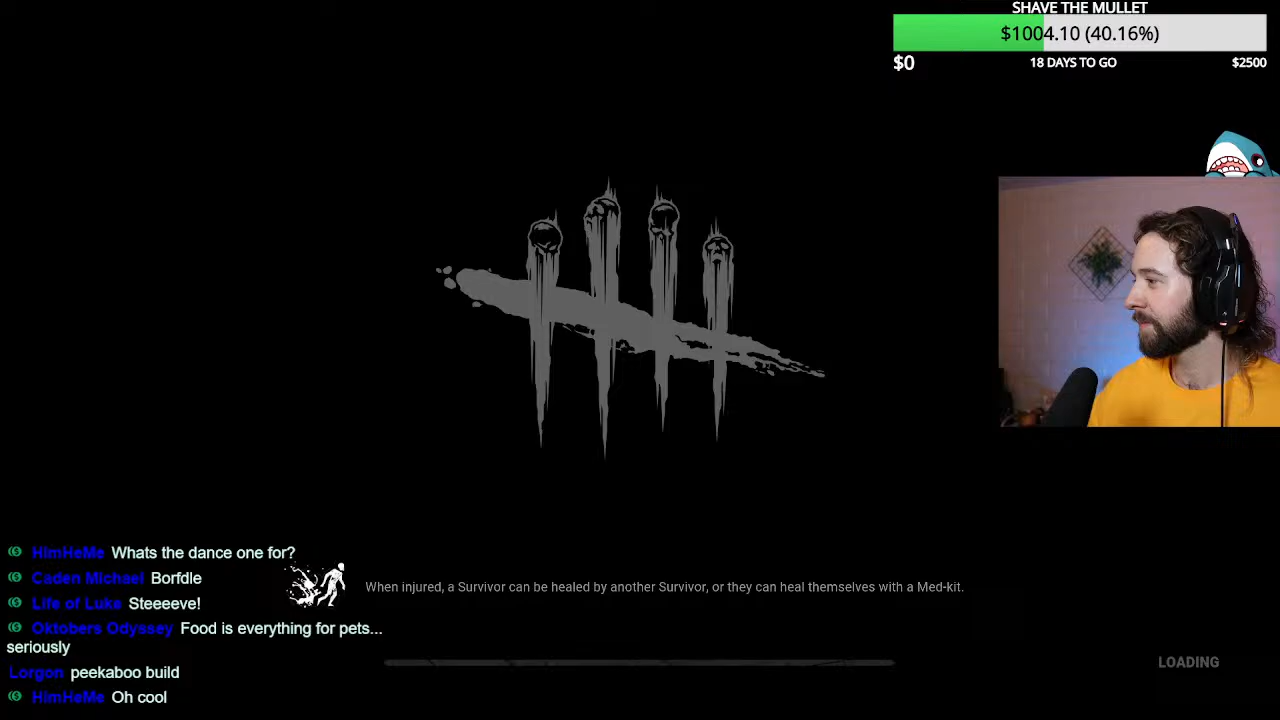 SHAVE THE MULLET
$1004.10 (40.16%)
$0
18 DAYS TO GO
$2500
HimHeMe Whats the dance one for?
Caden Michael Borfdle
Life of Luke Steeeeve!
Oktobers Odyssey Food is everything for pets...
seriously
Lorgon peekaboo build
HimHeMe Oh cool
When injured, a Survivor can be healed by another Survivor, or they can heal themselves with a Med-kit.
LOADING